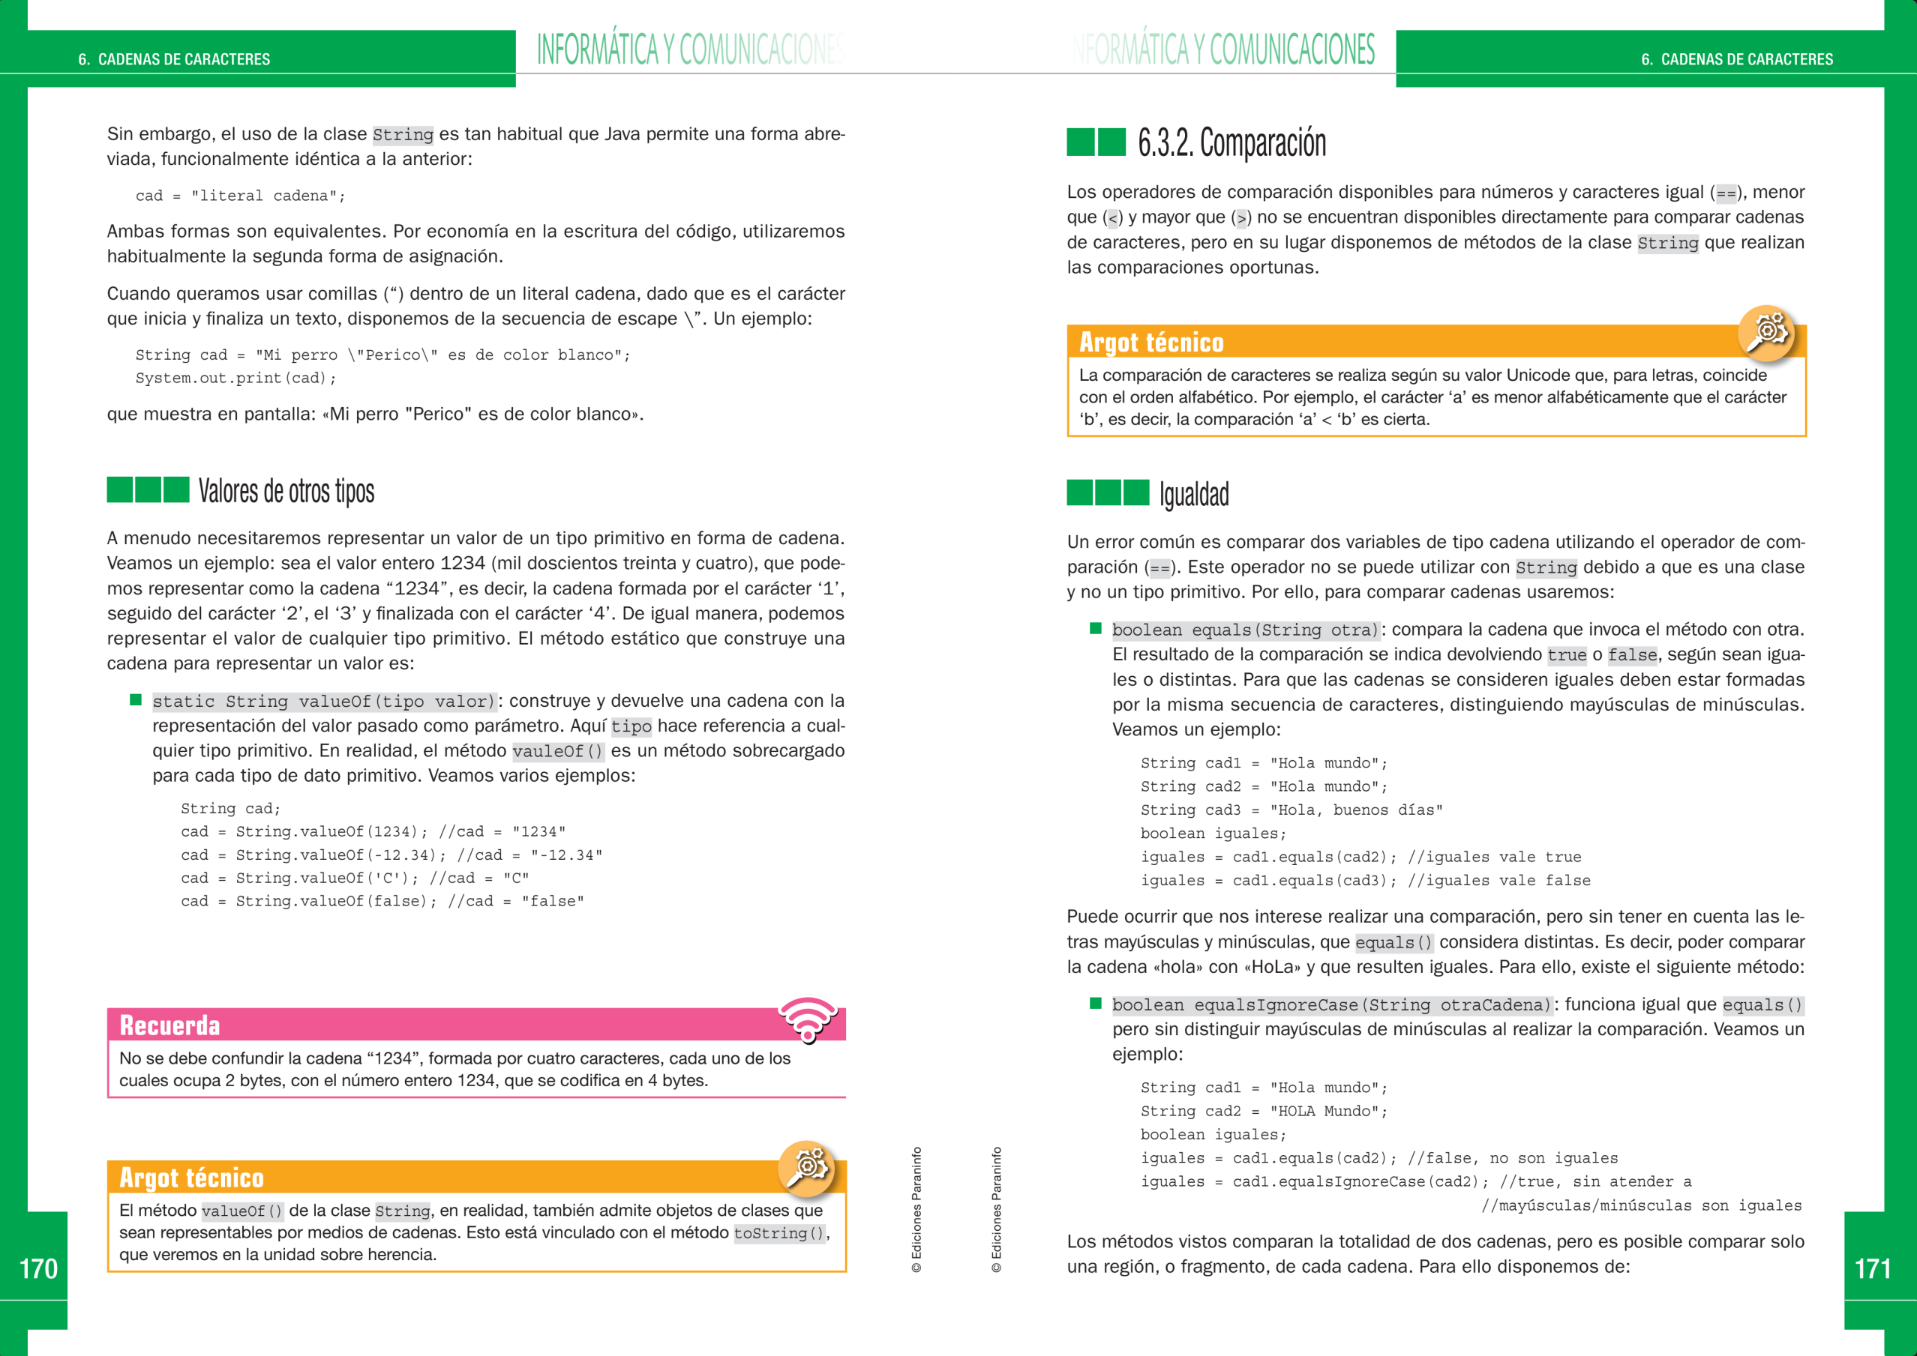 6. CADENAS DE CARACTERES
INFORMÁTICA Y COMUNICACIONES
Sin embargo, el uso de la clase String es tan habitual que Java permite una forma abre-
viada, funcionalmente idéntica a la anterior:
cad = "literal cadena";
Ambas formas son equivalentes. Por economía en la escritura del código, utilizaremos
habitualmente la segunda forma de asignación.
Cuando queramos usar comillas (“) dentro de un literal cadena, dado que es el carácter
que inicia y finaliza un texto, disponemos de la secuencia de escape \”. Un ejemplo:
String cad = "Mi perro \"Perico\" es de color blanco";
System.out.print(cad);
que muestra en pantalla: «Mi perro "Perico" es de color blanco».
Valores de otros tipos
A menudo necesitaremos representar un valor de un tipo primitivo en forma de cadena.
Veamos un ejemplo: sea el valor entero 1234 (mil doscientos treinta y cuatro), que pode-
mos representar como la cadena “1234”, es decir, la cadena formada por el carácter ‘1’,
seguido del carácter ‘2’, el ‘3’ y finalizada con el carácter ‘4’. De igual manera, podemos
representar el valor de cualquier tipo primitivo. El método estático que construye una
cadena para representar un valor es:
static String valueOf(tipo valor): construye y devuelve una cadena con la
representación del valor pasado como parámetro. Aquí tipo hace referencia a cual-
quier tipo primitivo. En realidad, el método vauleOf() es un método sobrecargado
para cada tipo de dato primitivo. Veamos varios ejemplos:
String cad;
cad = String.valueOf(1234); //cad = "1234"
cad = String.valueOf(-12.34); //cad = "-12.34"
cad = String.valueOf('C'); //cad = "C"
cad = String.valueOf(false); //cad = "false"
Recuerda
No se debe confundir la cadena “1234”, formada por cuatro caracteres, cada uno de los
cuales ocupa 2 bytes, con el número entero 1234, que se codifica en 4 bytes.
Argot técnico
El método valueOf() de la clase String, en realidad, también admite objetos de clases que
sean representables por medios de cadenas. Esto está vinculado con el método toString(),
que veremos en la unidad sobre herencia.
170
© Ediciones Paraninfo
INFORMÁTICA Y COMUNICACIONES
6. CADENAS DE CARACTERES
6.3.2. Comparación
Los operadores de comparación disponibles para números y caracteres igual (==), menor
que (<) y mayor que (>) no se encuentran disponibles directamente para comparar cadenas
de caracteres, pero en su lugar disponemos de métodos de la clase String que realizan
las comparaciones oportunas.
Argot técnico
La comparación de caracteres se realiza según su valor Unicode que, para letras, coincide
con el orden alfabético. Por ejemplo, el carácter ‘a’ es menor alfabéticamente que el carácter
‘b’, es decir, la comparación ‘a’ < ‘b’ es cierta.
Igualdad
Un error común es comparar dos variables de tipo cadena utilizando el operador de com-
paración (==). Este operador no se puede utilizar con String debido a que es una clase
y no un tipo primitivo. Por ello, para comparar cadenas usaremos:
boolean equals(String otra): compara la cadena que invoca el método con otra.
El resultado de la comparación se indica devolviendo true o false, según sean igua-
les o distintas. Para que las cadenas se consideren iguales deben estar formadas
por la misma secuencia de caracteres, distinguiendo mayúsculas de minúsculas.
Veamos un ejemplo:
String cad1 = "Hola mundo";
String cad2 = "Hola mundo";
String cad3 = "Hola, buenos días"
boolean iguales;
iguales = cad1.equals(cad2); //iguales vale true
iguales = cad1.equals(cad3); //iguales vale false
Puede ocurrir que nos interese realizar una comparación, pero sin tener en cuenta las le-
tras mayúsculas y minúsculas, que equals() considera distintas. Es decir, poder comparar
la cadena «hola» con «HoLa» y que resulten iguales. Para ello, existe el siguiente método:
boolean equalsIgnoreCase(String otraCadena): funciona igual que equals()
pero sin distinguir mayúsculas de minúsculas al realizar la comparación. Veamos un
ejemplo:
String cad1 = "Hola mundo";
String cad2 = "HOLA Mundo";
boolean iguales;
iguales = cad1.equals(cad2); //false, no son iguales
iguales = cad1.equalsIgnoreCase(cad2); //true, sin atender a
//mayúsculas/minúsculas son iguales
Los métodos vistos comparan la totalidad de dos cadenas, pero es posible comparar solo
una región, o fragmento, de cada cadena. Para ello disponemos de:
© Ediciones Paraninfo
171